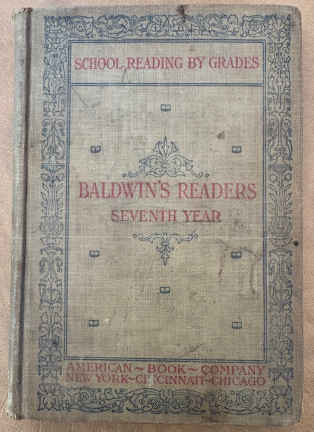 SCHOOL READING BY GRADES
BALDWIN'S READERS
SEVENTH YEAR
AMERICAN~BOOK~COMPANY
NEW YORK~CINCINNATI~CHICAGO